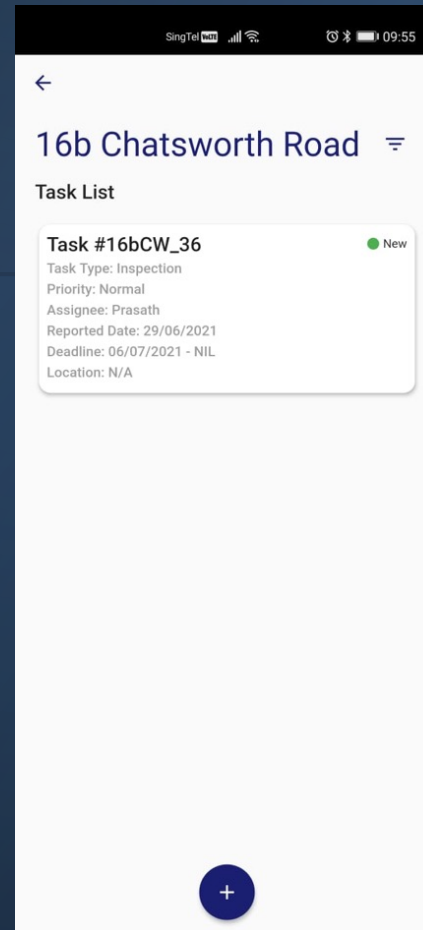 SingTel VoLTE 09:55
16b Chatsworth Road
Task List
Task #16bCW_36 New
Task Type: Inspection
Priority: Normal
Assignee: Prasath
Reported Date: 29/06/2021
Deadline: 06/07/2021 - NIL
Location: N/A
+